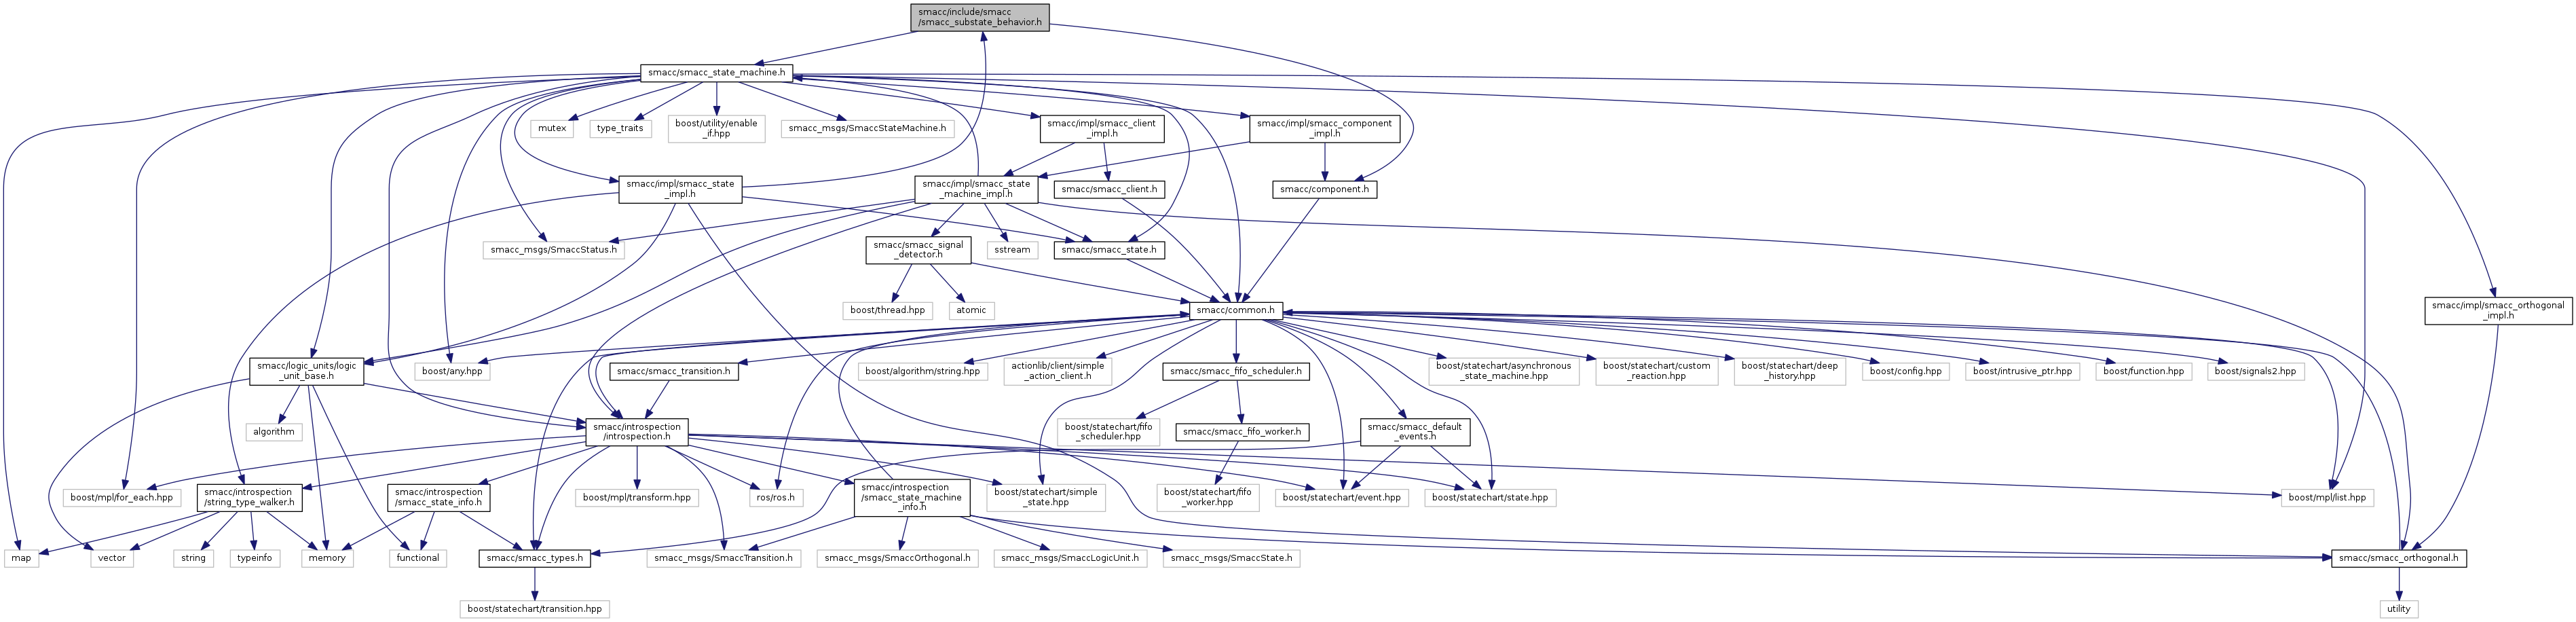 smacc/include/smacc
/smacc_substate_behavior.h
smacc/smacc_state_machine.h
mutex
type_traits
boost/utility/enable
_if.hpp
smacc_msgs/SmaccStateMachine.h
smacc/impl/smacc_client
_impl.h
smacc/impl/smacc_component
_impl.h
smacc/impl/smacc_state
_impl.h
smacc/impl/smacc_state
_machine_impl.h
smacc/smacc_client.h
smacc/component.h
smacc_msgs/SmaccStatus.h
smacc/smacc_signal
_detector.h
sstream
smacc/smacc_state.h
boost/thread.hpp
atomic
smacc/common.h
smacc/impl/smacc_orthogonal
_impl.h
smacc/logic_units/logic
_unit_base.h
boost/any.hpp
smacc/smacc_transition.h
boost/algorithm/string.hpp
actionlib/client/simple
_action_client.h
smacc/smacc_fifo_scheduler.h
boost/statechart/asynchronous
_state_machine.hpp
boost/statechart/custom
_reaction.hpp
boost/statechart/deep
_history.hpp
boost/config.hpp
boost/intrusive_ptr.hpp
boost/function.hpp
boost/signals2.hpp
algorithm
smacc/introspection
/introspection.h
boost/statechart/fifo
_scheduler.hpp
smacc/smacc_fifo_worker.h
smacc/smacc_default
_events.h
boost/mpl/for_each.hpp
smacc/introspection
/string_type_walker.h
smacc/introspection
/smacc_state_info.h
boost/mpl/transform.hpp
ros/ros.h
smacc/introspection
/smacc_state_machine
_info.h
boost/statechart/simple
_state.hpp
boost/statechart/fifo
_worker.hpp
boost/statechart/event.hpp
boost/statechart/state.hpp
boost/mpl/list.hpp
map
vector
string
typeinfo
memory
functional
smacc/smacc_types.h
smacc_msgs/SmaccTransition.h
smacc_msgs/SmaccOrthogonal.h
smacc_msgs/SmaccLogicUnit.h
smacc_msgs/SmaccState.h
smacc/smacc_orthogonal.h
boost/statechart/transition.hpp
utility